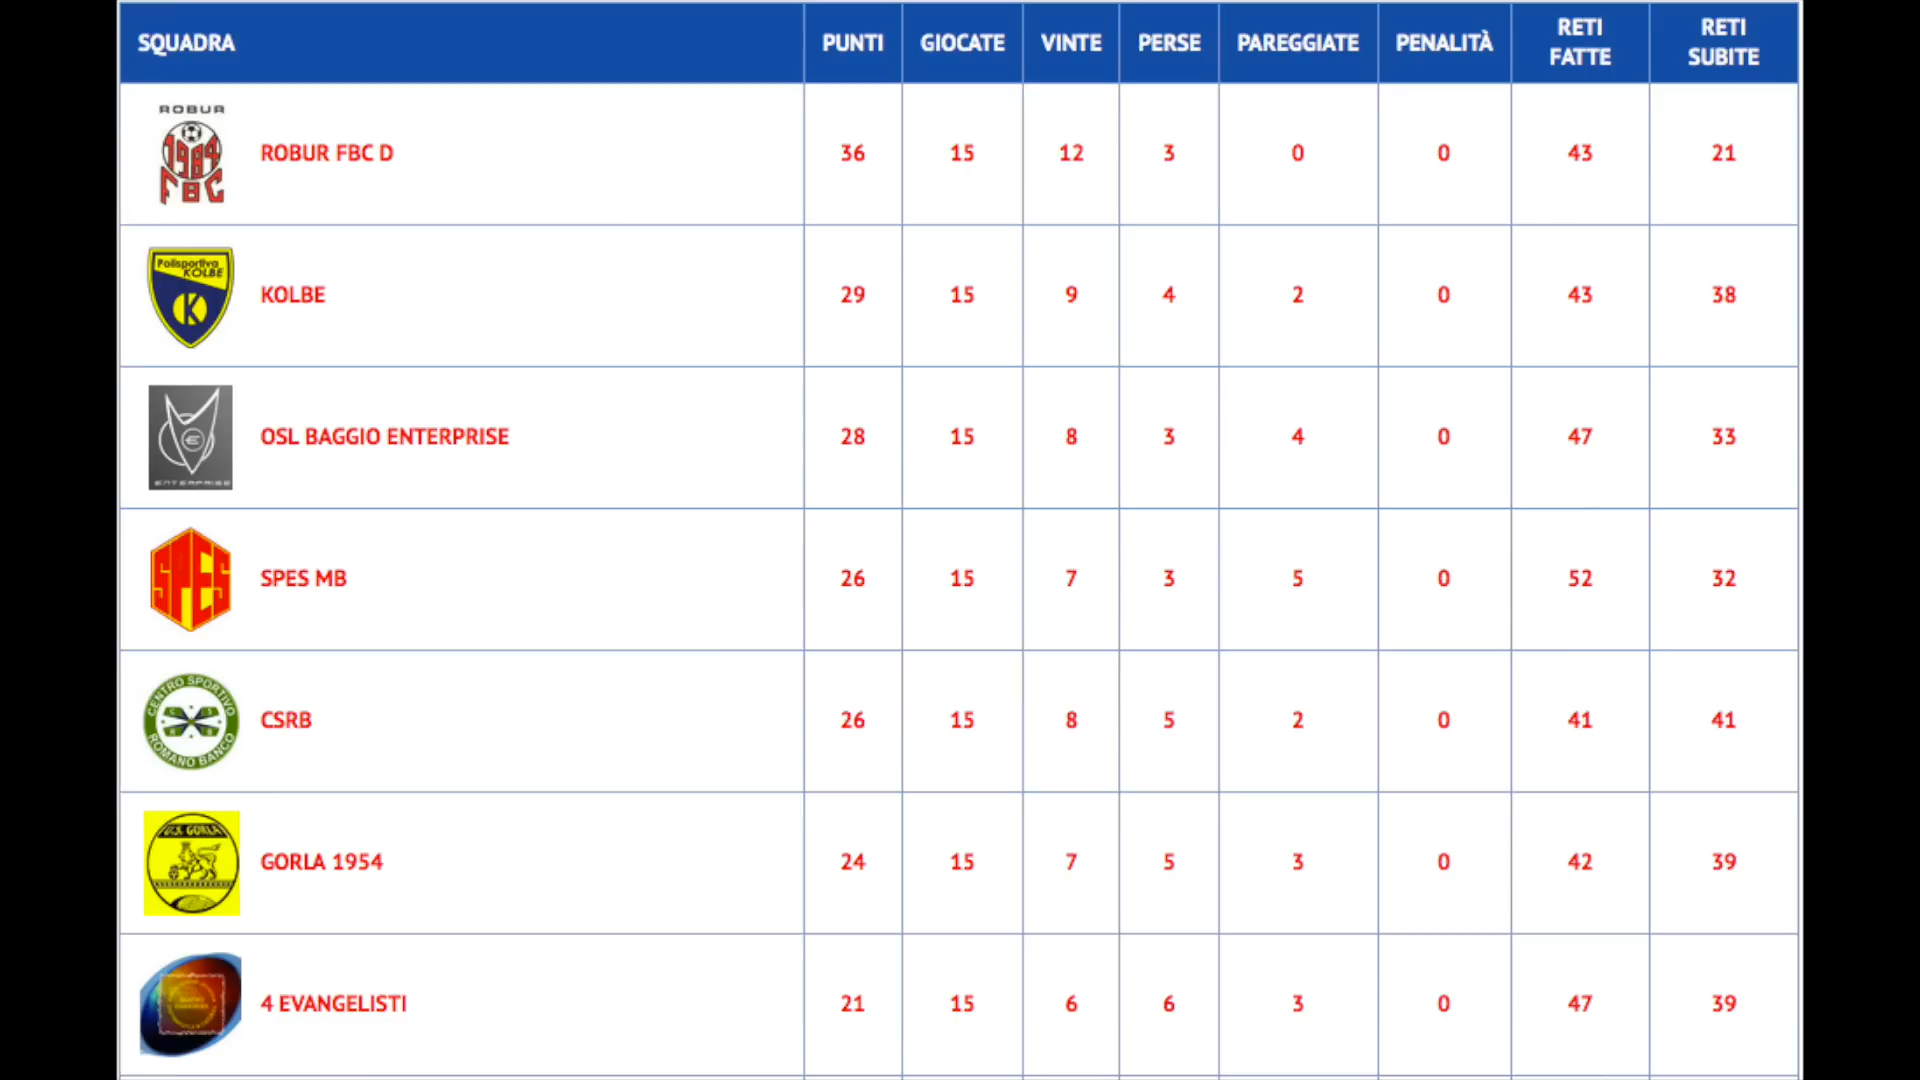 SQUADRA PUNTI GIOCATE VINTE PERSE PAREGGIATE PENALITÀ RETI FATTE RETI SUBITE
ROBUR
1984
FBC
ROBUR FBC D 36 15 12 3 0 0 43 21
Polisportiva
KOLBE
K
KOLBE 29 15 9 4 2 0 43 38
E
ENTERPRISE
OSL BAGGIO ENTERPRISE 28 15 8 3 4 0 47 33
SPES
SPES MB 26 15 7 3 5 0 52 32
CENTRO SPORTIVO
ROMANO BANCO
CSRB 26 15 8 5 2 0 41 41
GORLA
GORLA 1954 24 15 7 5 3 0 42 39
4 EVANGELISTI 21 15 6 6 3 0 47 39